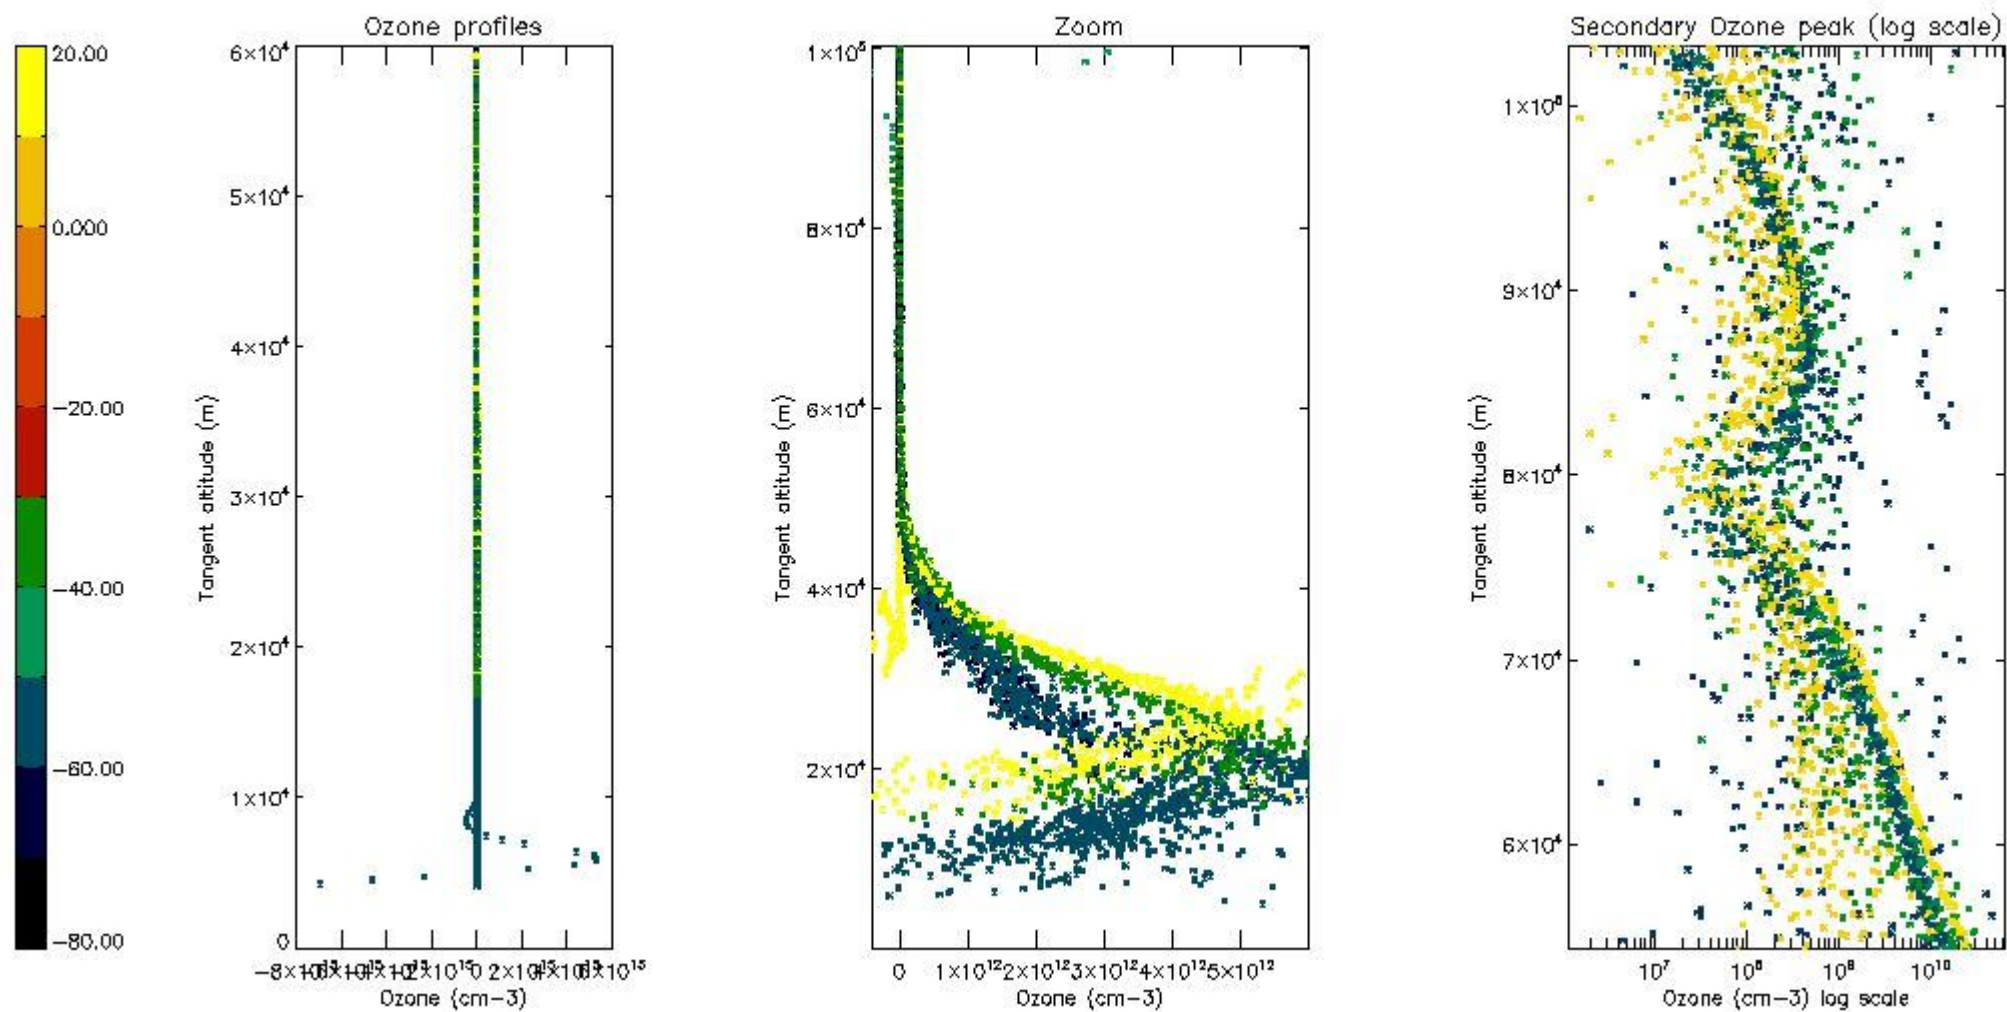 Ozone profiles
Zoom
Secondary Ozone peak (log scale)
20.00
0.000
−20.00
−40.00
−60.00
−80.00
6×10⁴
5×10⁴
4×10⁴
3×10⁴
2×10⁴
1×10⁴
0
Tangent altitude (m)
0
Ozone (cm−3)
1×10⁵
8×10⁴
6×10⁴
4×10⁴
2×10⁴
Tangent altitude (m)
0 1×10¹² 2×10¹² 3×10¹² 4×10¹² 5×10¹²
Ozone (cm−3)
9×10⁴
8×10⁴
7×10⁴
6×10⁴
Tangent altitude (m)
10⁷ 10¹⁰
Ozone (cm−3) log scale